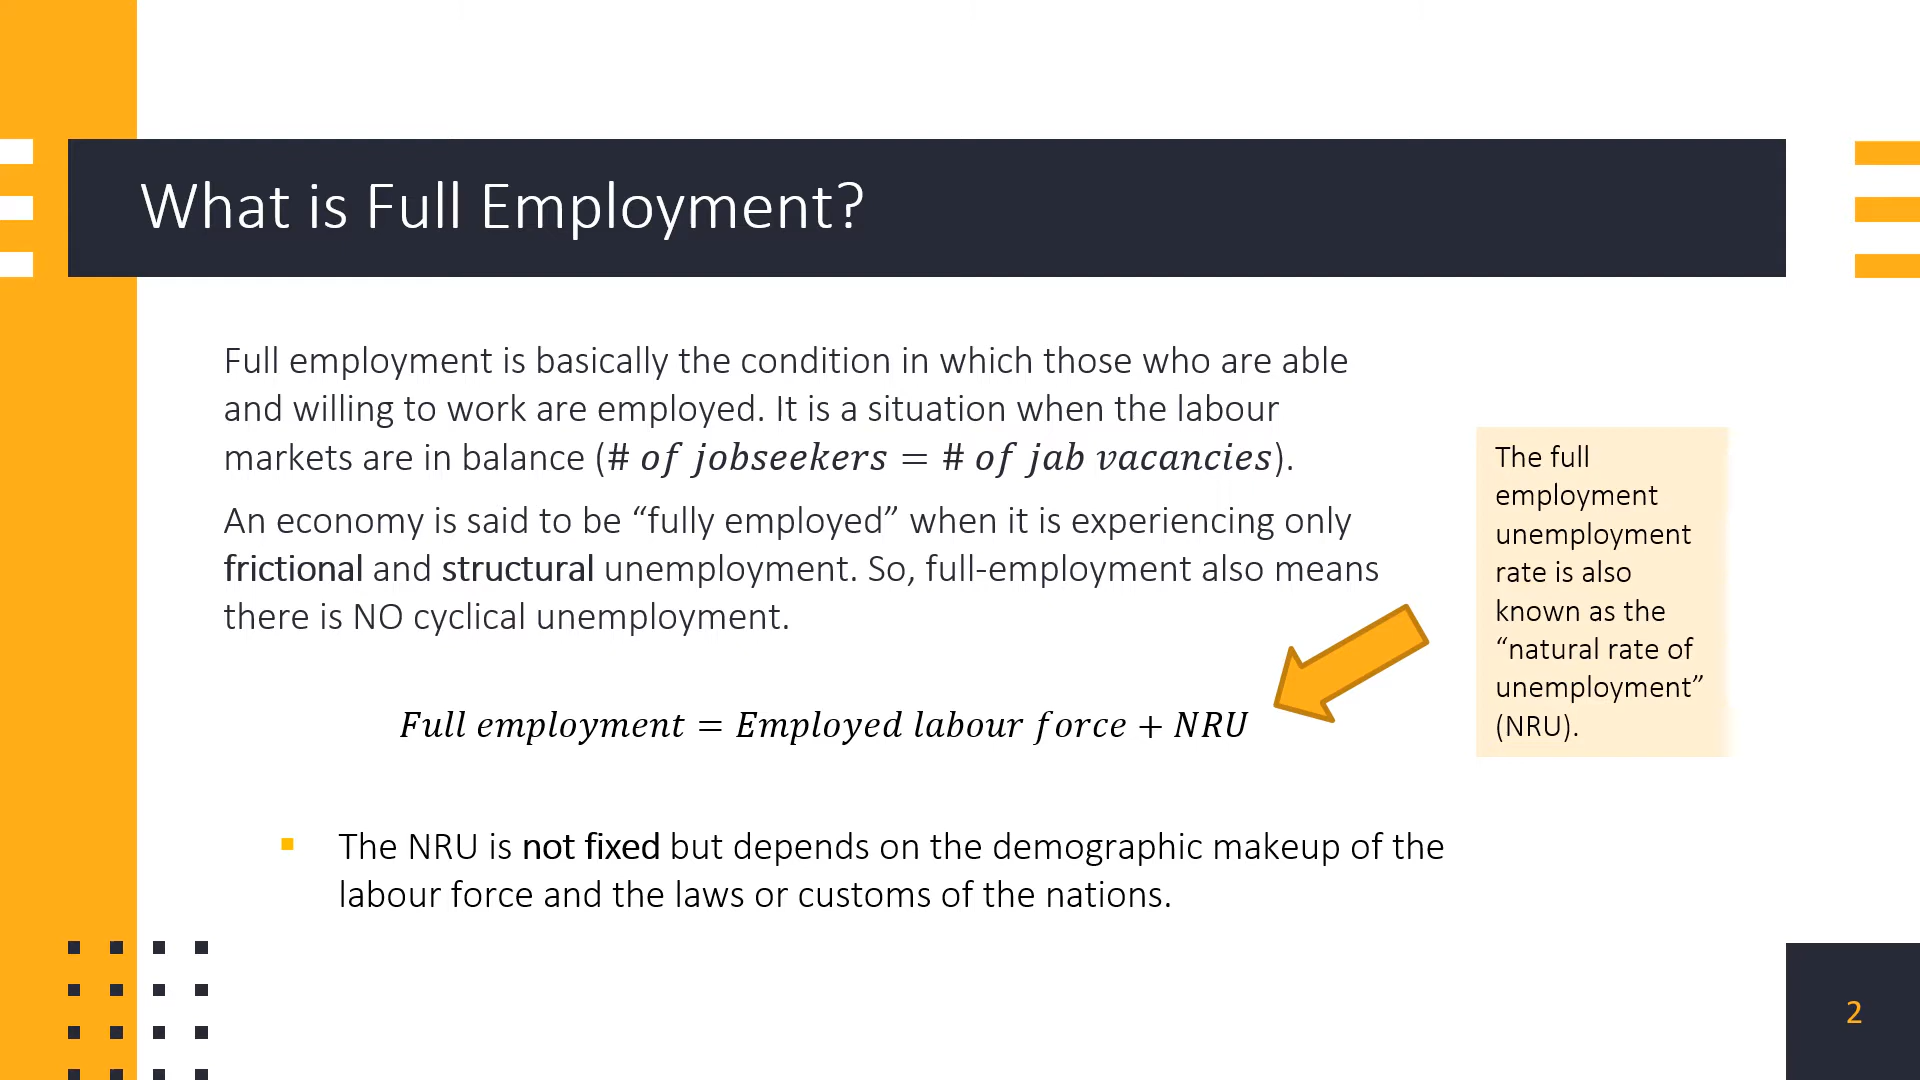 What is Full Employment?
Full employment is basically the condition in which those who are able
and willing to work are employed. It is a situation when the labour
markets are in balance (# of jobseekers = # of jab vacancies).
An economy is said to be “fully employed” when it is experiencing only
frictional and structural unemployment. So, full-employment also means
there is NO cyclical unemployment.
Full employment = Employed labour force + NRU
The full
employment
unemployment
rate is also
known as the
“natural rate of
unemployment”
(NRU).
▪ The NRU is not fixed but depends on the demographic makeup of the
labour force and the laws or customs of the nations.
2